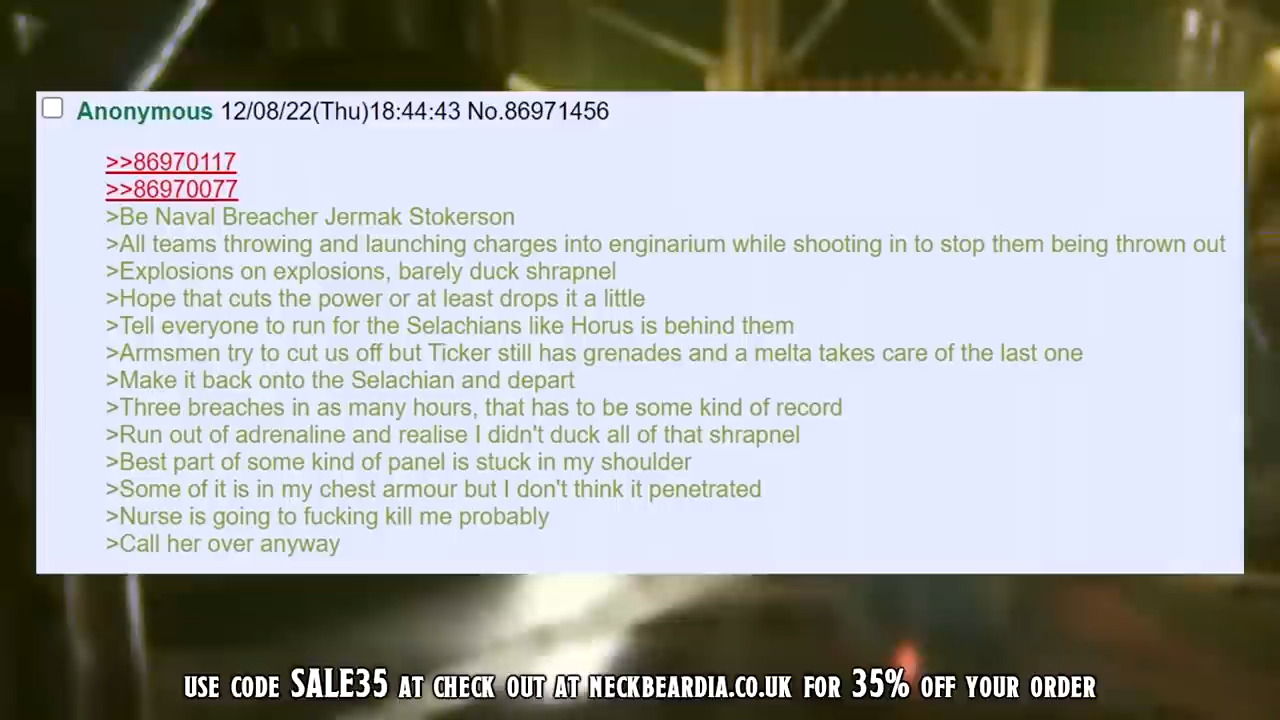 Anonymous 12/08/22(Thu)18:44:43 No.86971456
>>86970117
>>86970077
>Be Naval Breacher Jermak Stokerson
>All teams throwing and launching charges into enginarium while shooting in to stop them being thrown out
>Explosions on explosions, barely duck shrapnel
>Hope that cuts the power or at least drops it a little
>Tell everyone to run for the Selachians like Horus is behind them
>Armsmen try to cut us off but Ticker still has grenades and a melta takes care of the last one
>Make it back onto the Selachian and depart
>Three breaches in as many hours, that has to be some kind of record
>Run out of adrenaline and realise I didn't duck all of that shrapnel
>Best part of some kind of panel is stuck in my shoulder
>Some of it is in my chest armour but I don't think it penetrated
>Nurse is going to fucking kill me probably
>Call her over anyway
USE CODE SALE35 AT CHECK OUT AT NECKBEARDIA.CO.UK FOR 35% OFF YOUR ORDER